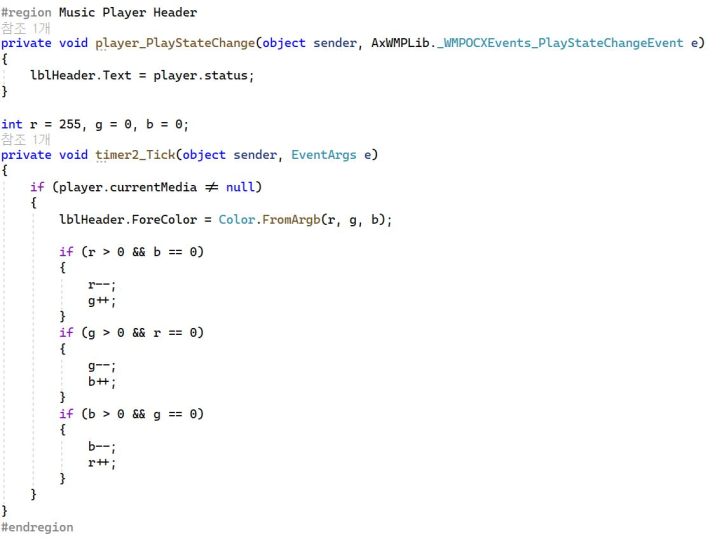 #region Music Player Header
참조 1개
private void player_PlayStateChange(object sender, AxWMPLib._WMPOCXEvents_PlayStateChangeEvent e)
{
    lblHeader.Text = player.status;
}

int r = 255, g = 0, b = 0;
참조 1개
private void timer2_Tick(object sender, EventArgs e)
{
    if (player.currentMedia != null)
    {
        lblHeader.ForeColor = Color.FromArgb(r, g, b);

        if (r > 0 && b == 0)
        {
            r--;
            g++;
        }
        if (g > 0 && r == 0)
        {
            g--;
            b++;
        }
        if (b > 0 && g == 0)
        {
            b--;
            r++;
        }
    }
}
#endregion